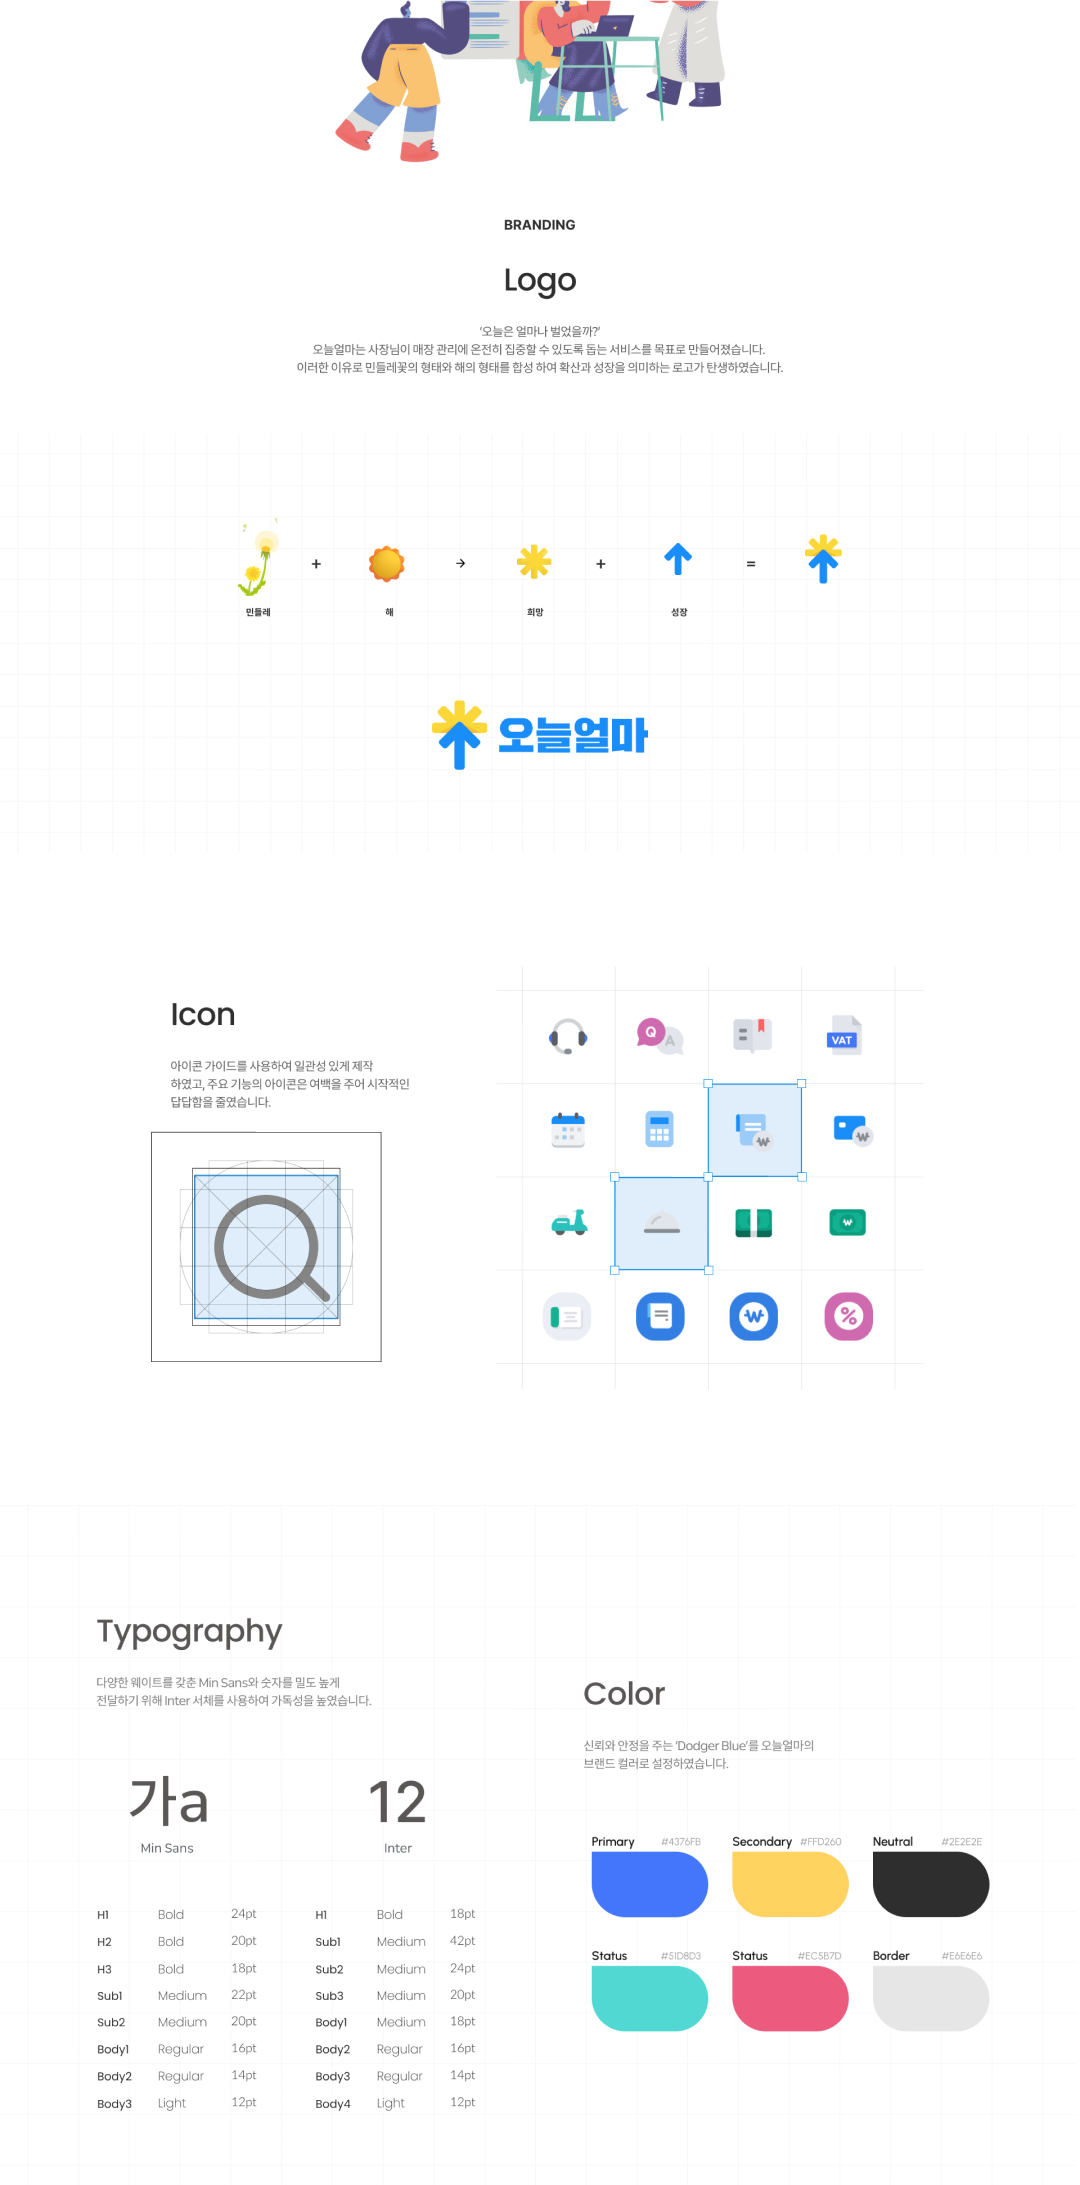 BRANDING
Logo
‘오늘은 얼마나 벌었을까?’
오늘얼마는 사장님이 매장 관리에 온전히 집중할 수 있도록 돕는 서비스를 목표로 만들어졌습니다.
이러한 이유로 민들레꽃의 형태와 해의 형태를 합성 하여 확산과 성장을 의미하는 로고가 탄생하였습니다.
+ → + =
민들레 해 희망 성장
오늘얼마
Icon
아이콘 가이드를 사용하여 일관성 있게 제작
하였고, 주요 기능의 아이콘은 여백을 주어 시작적인
답답함을 줄였습니다.
Q A VAT
₩ ₩
₩
₩ %
Typography
다양한 웨이트를 갖춘 Min Sans와 숫자를 밀도 높게
전달하기 위해 Inter 서체를 사용하여 가독성을 높였습니다.
가a 12
Min Sans Inter
H1 Bold 24pt H1 Bold 18pt
H2 Bold 20pt Sub1 Medium 42pt
H3 Bold 18pt Sub2 Medium 24pt
Sub1 Medium 22pt Sub3 Medium 20pt
Sub2 Medium 20pt Body1 Medium 18pt
Body1 Regular 16pt Body2 Regular 16pt
Body2 Regular 14pt Body3 Regular 14pt
Body3 Light 12pt Body4 Light 12pt
Color
신뢰와 안정을 주는 ‘Dodger Blue’를 오늘얼마의
브랜드 컬러로 설정하였습니다.
Primary #4376FB Secondary #FFD260 Neutral #2E2E2E
Status #51D8D3 Status #EC5B7D Border #E6E6E6